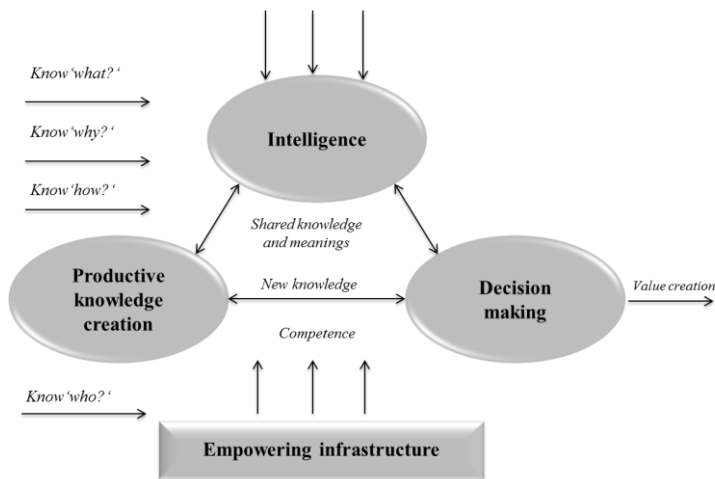 Know ‘what?‘
Know ‘why?‘
Know ‘how?‘
Intelligence
Shared knowledge
and meanings
Productive
knowledge
creation
New knowledge
Decision
making
Value creation
Competence
Know ‘who?‘
Empowering infrastructure